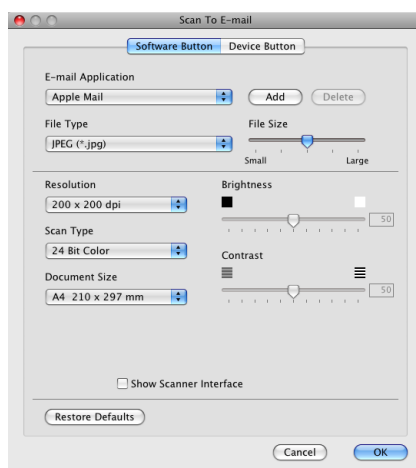 Scan To E-mail
Software Button Device Button
E-mail Application
Apple Mail Add Delete
File Type File Size
JPEG (*.jpg)
Small Large
Resolution Brightness
200 x 200 dpi 50
Scan Type
24 Bit Color Contrast
Document Size
A4 210 x 297 mm 50
Show Scanner Interface
Restore Defaults
Cancel OK